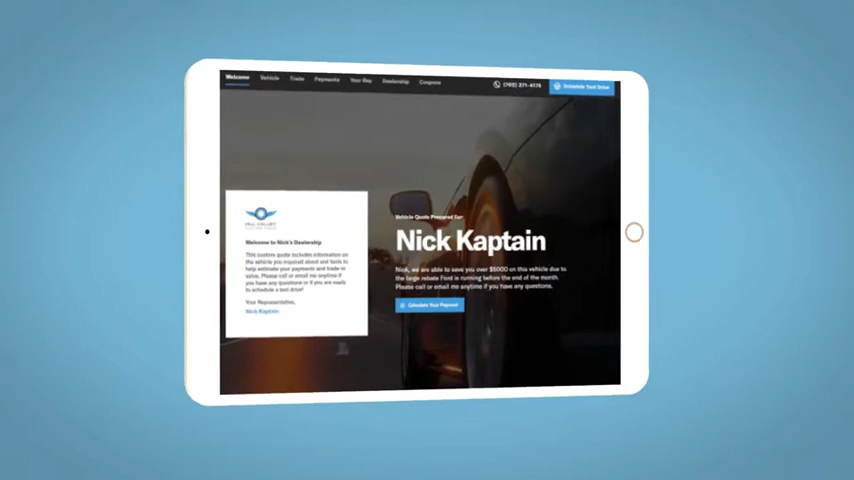 Welcome Vehicle Trade Payments Your Rep Dealership Coupons (702) 271-4175 Schedule Test Drive
HILL VALLEY
Welcome to Nick's Dealership
This custom quote includes information on
the vehicle you inquired about and tools to
help estimate your payments and trade-in
value. Please call or email me anytime if
you have any questions or if you are ready
to schedule a test drive!
Your Representative,
Nick Kaptain
Vehicle Quote Prepared For:
Nick Kaptain
Nick, we are able to save you over $5000 on this vehicle due to
the large rebate Ford is running before the end of the month.
Please call or email me anytime if you have any questions.
Calculate Your Payment